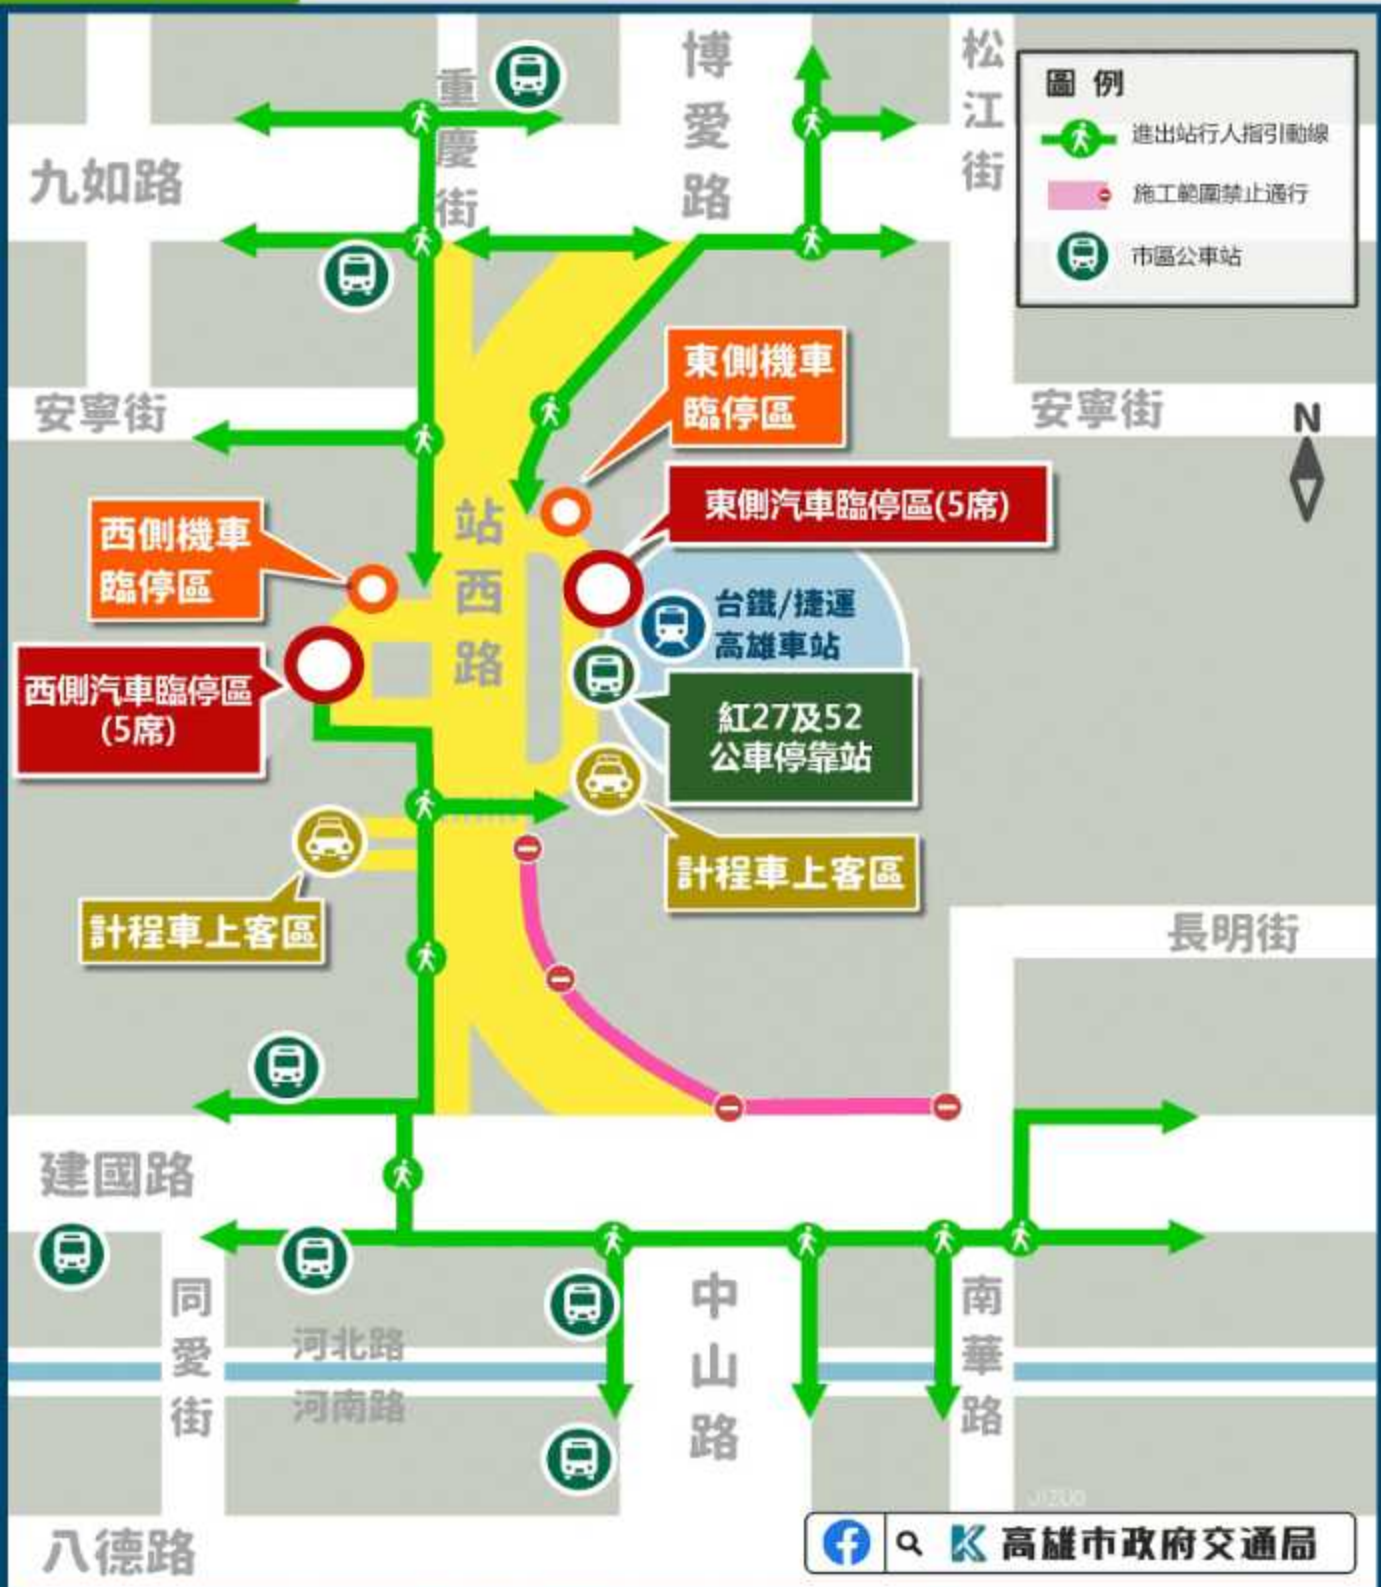 重慶街
博愛路
松江街
圖例
進出站行人指引動線
施工範圍禁止通行
市區公車站
九如路
安寧街
安寧街
N
東側機車
臨停區
東側汽車臨停區(5席)
西側機車
臨停區
站西路
台鐵/捷運
高雄車站
西側汽車臨停區
(5席)
紅27及52
公車停靠站
計程車上客區
計程車上客區
長明街
建國路
同愛街
河北路
河南路
中山路
南華路
八德路
高雄市政府交通局